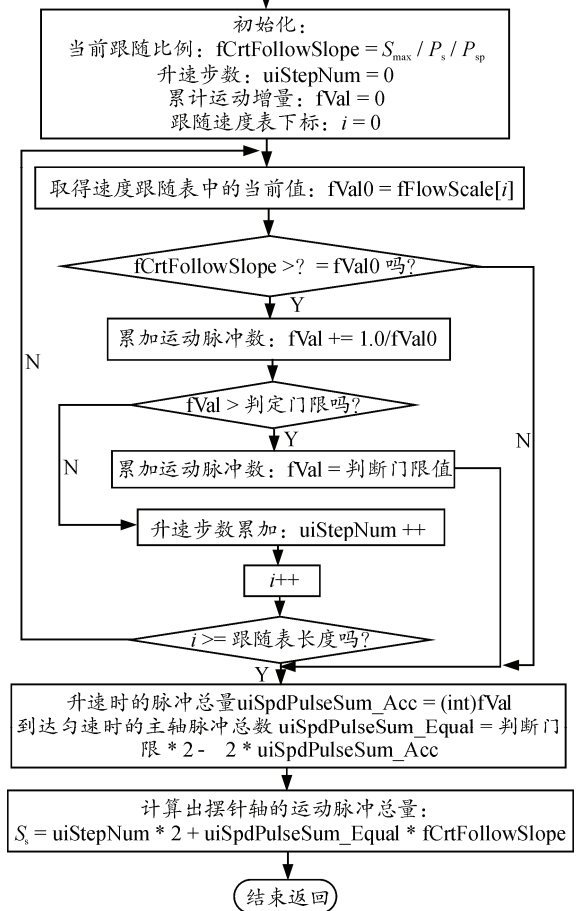 初始化:
当前跟随比例: fCrtFollowSlope = Smax / Ps / Psp
升速步数: uiStepNum = 0
累计运动增量: fVal = 0
跟随速度表下标: i = 0
取得速度跟随表中的当前值: fVal0 = fFlowScale[i]
fCrtFollowSlope >? = fVal0 吗?
Y
累加运动脉冲数: fVal += 1.0/fVal0
N
fVal > 判定门限吗?
Y
N
N
累加运动脉冲数: fVal = 判断门限值
升速步数累加: uiStepNum ++
i++
i >= 跟随表长度吗?
Y
升速时的脉冲总量uiSpdPulseSum_Acc = (int)fVal
到达匀速时的主轴脉冲总数 uiSpdPulseSum_Equal = 判断门
限 * 2 - 2 * uiSpdPulseSum_Acc
计算出摆针轴的运动脉冲总量:
Ss = uiStepNum * 2 + uiSpdPulseSum_Equal * fCrtFollowSlope
结束返回